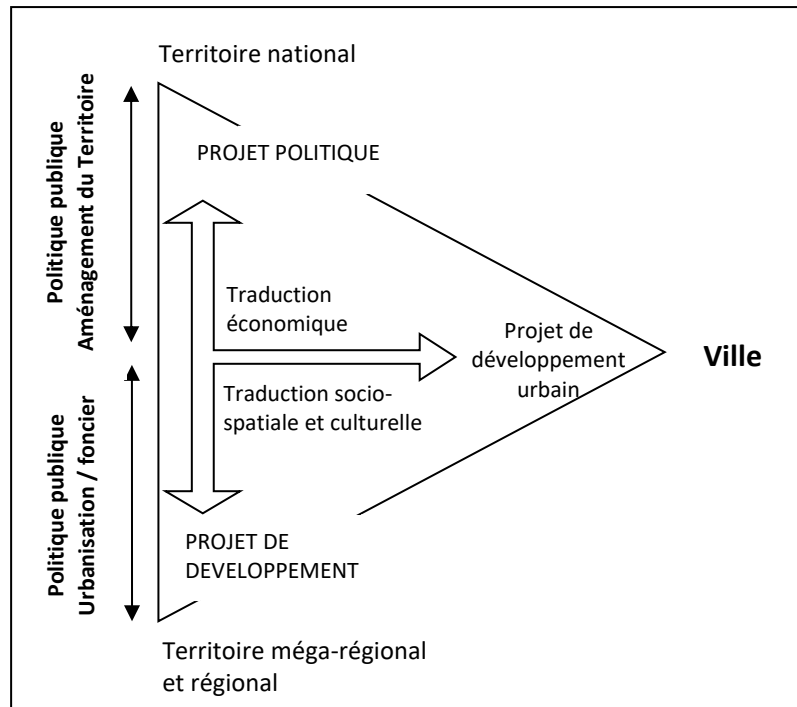 Territoire national
Politique publique
Aménagement du Territoire
PROJET POLITIQUE
Traduction
économique
Projet de
développement
urbain
Ville
Traduction socio-
spatiale et culturelle
Politique publique
Urbanisation / foncier
PROJET DE
DEVELOPPEMENT
Territoire méga-régional
et régional